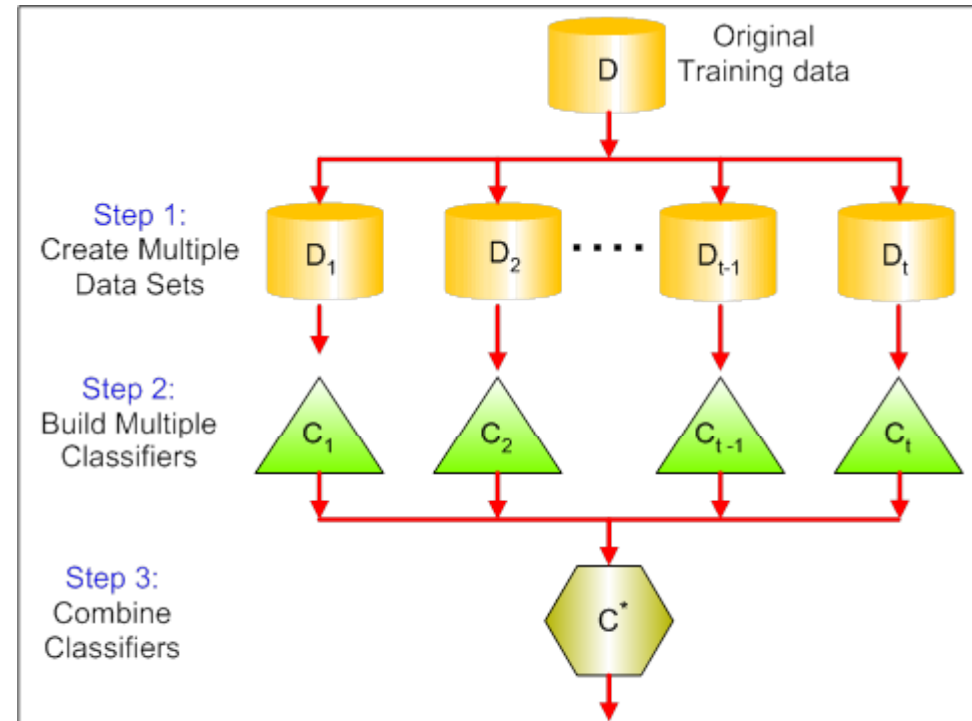 D
Original
Training data
Step 1:
Create Multiple
Data Sets
D1
D2
....
Dt-1
Dt
Step 2:
Build Multiple
Classifiers
C1
C2
Ct -1
Ct
Step 3:
Combine
Classifiers
C*